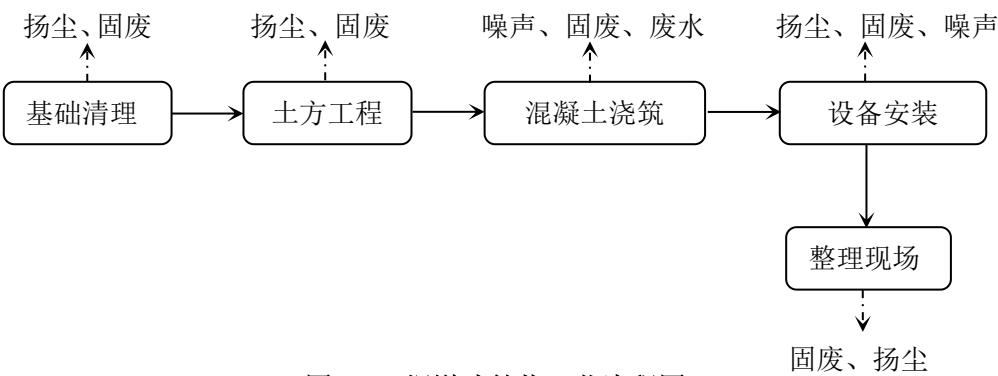 扬尘、固废
扬尘、固废
噪声、固废、废水
扬尘、固废、噪声
基础清理
土方工程
混凝土浇筑
设备安装
整理现场
固废、扬尘